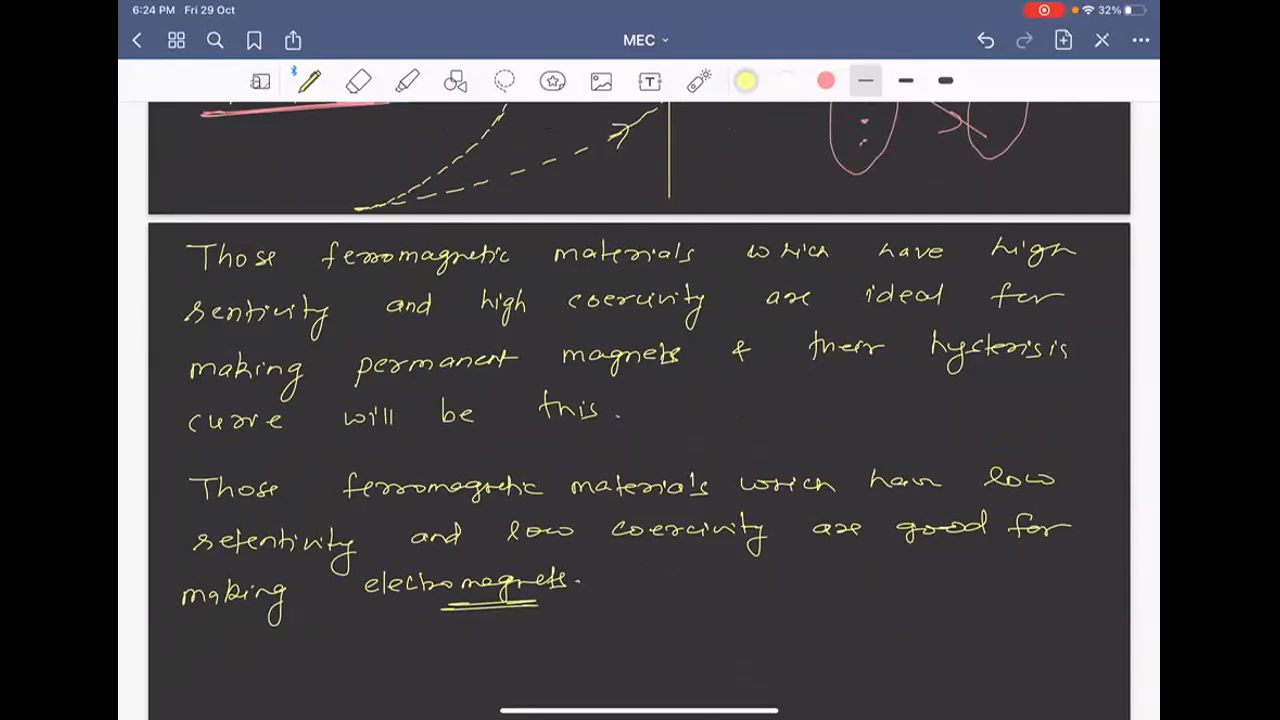 6:24 PM Fri 29 Oct
32%
MEC
Those ferromagnetic materials which have high
sentivity and high coercivity are ideal for
making permanent magnets & their hysterisis
curve will be this.
Those ferromagnetic materials which have low
retentivity and low coercivity are good for
making electromagnets.